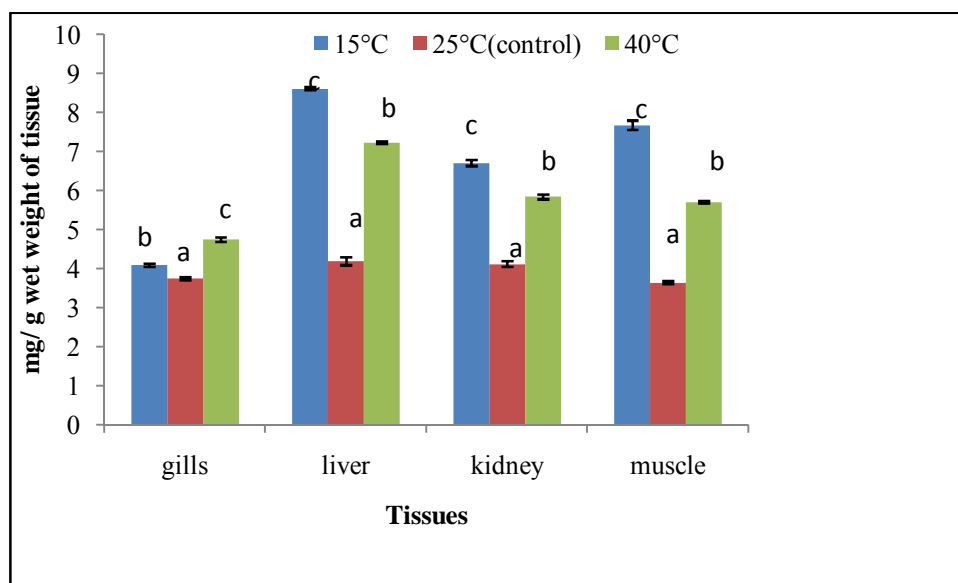 10
9
8
7
6
5
4
3
2
1
0
mg/ g wet weight of tissue
15°C 25°C(control) 40°C
b a c
c a b
c a b
c a b
gills liver kidney muscle
Tissues